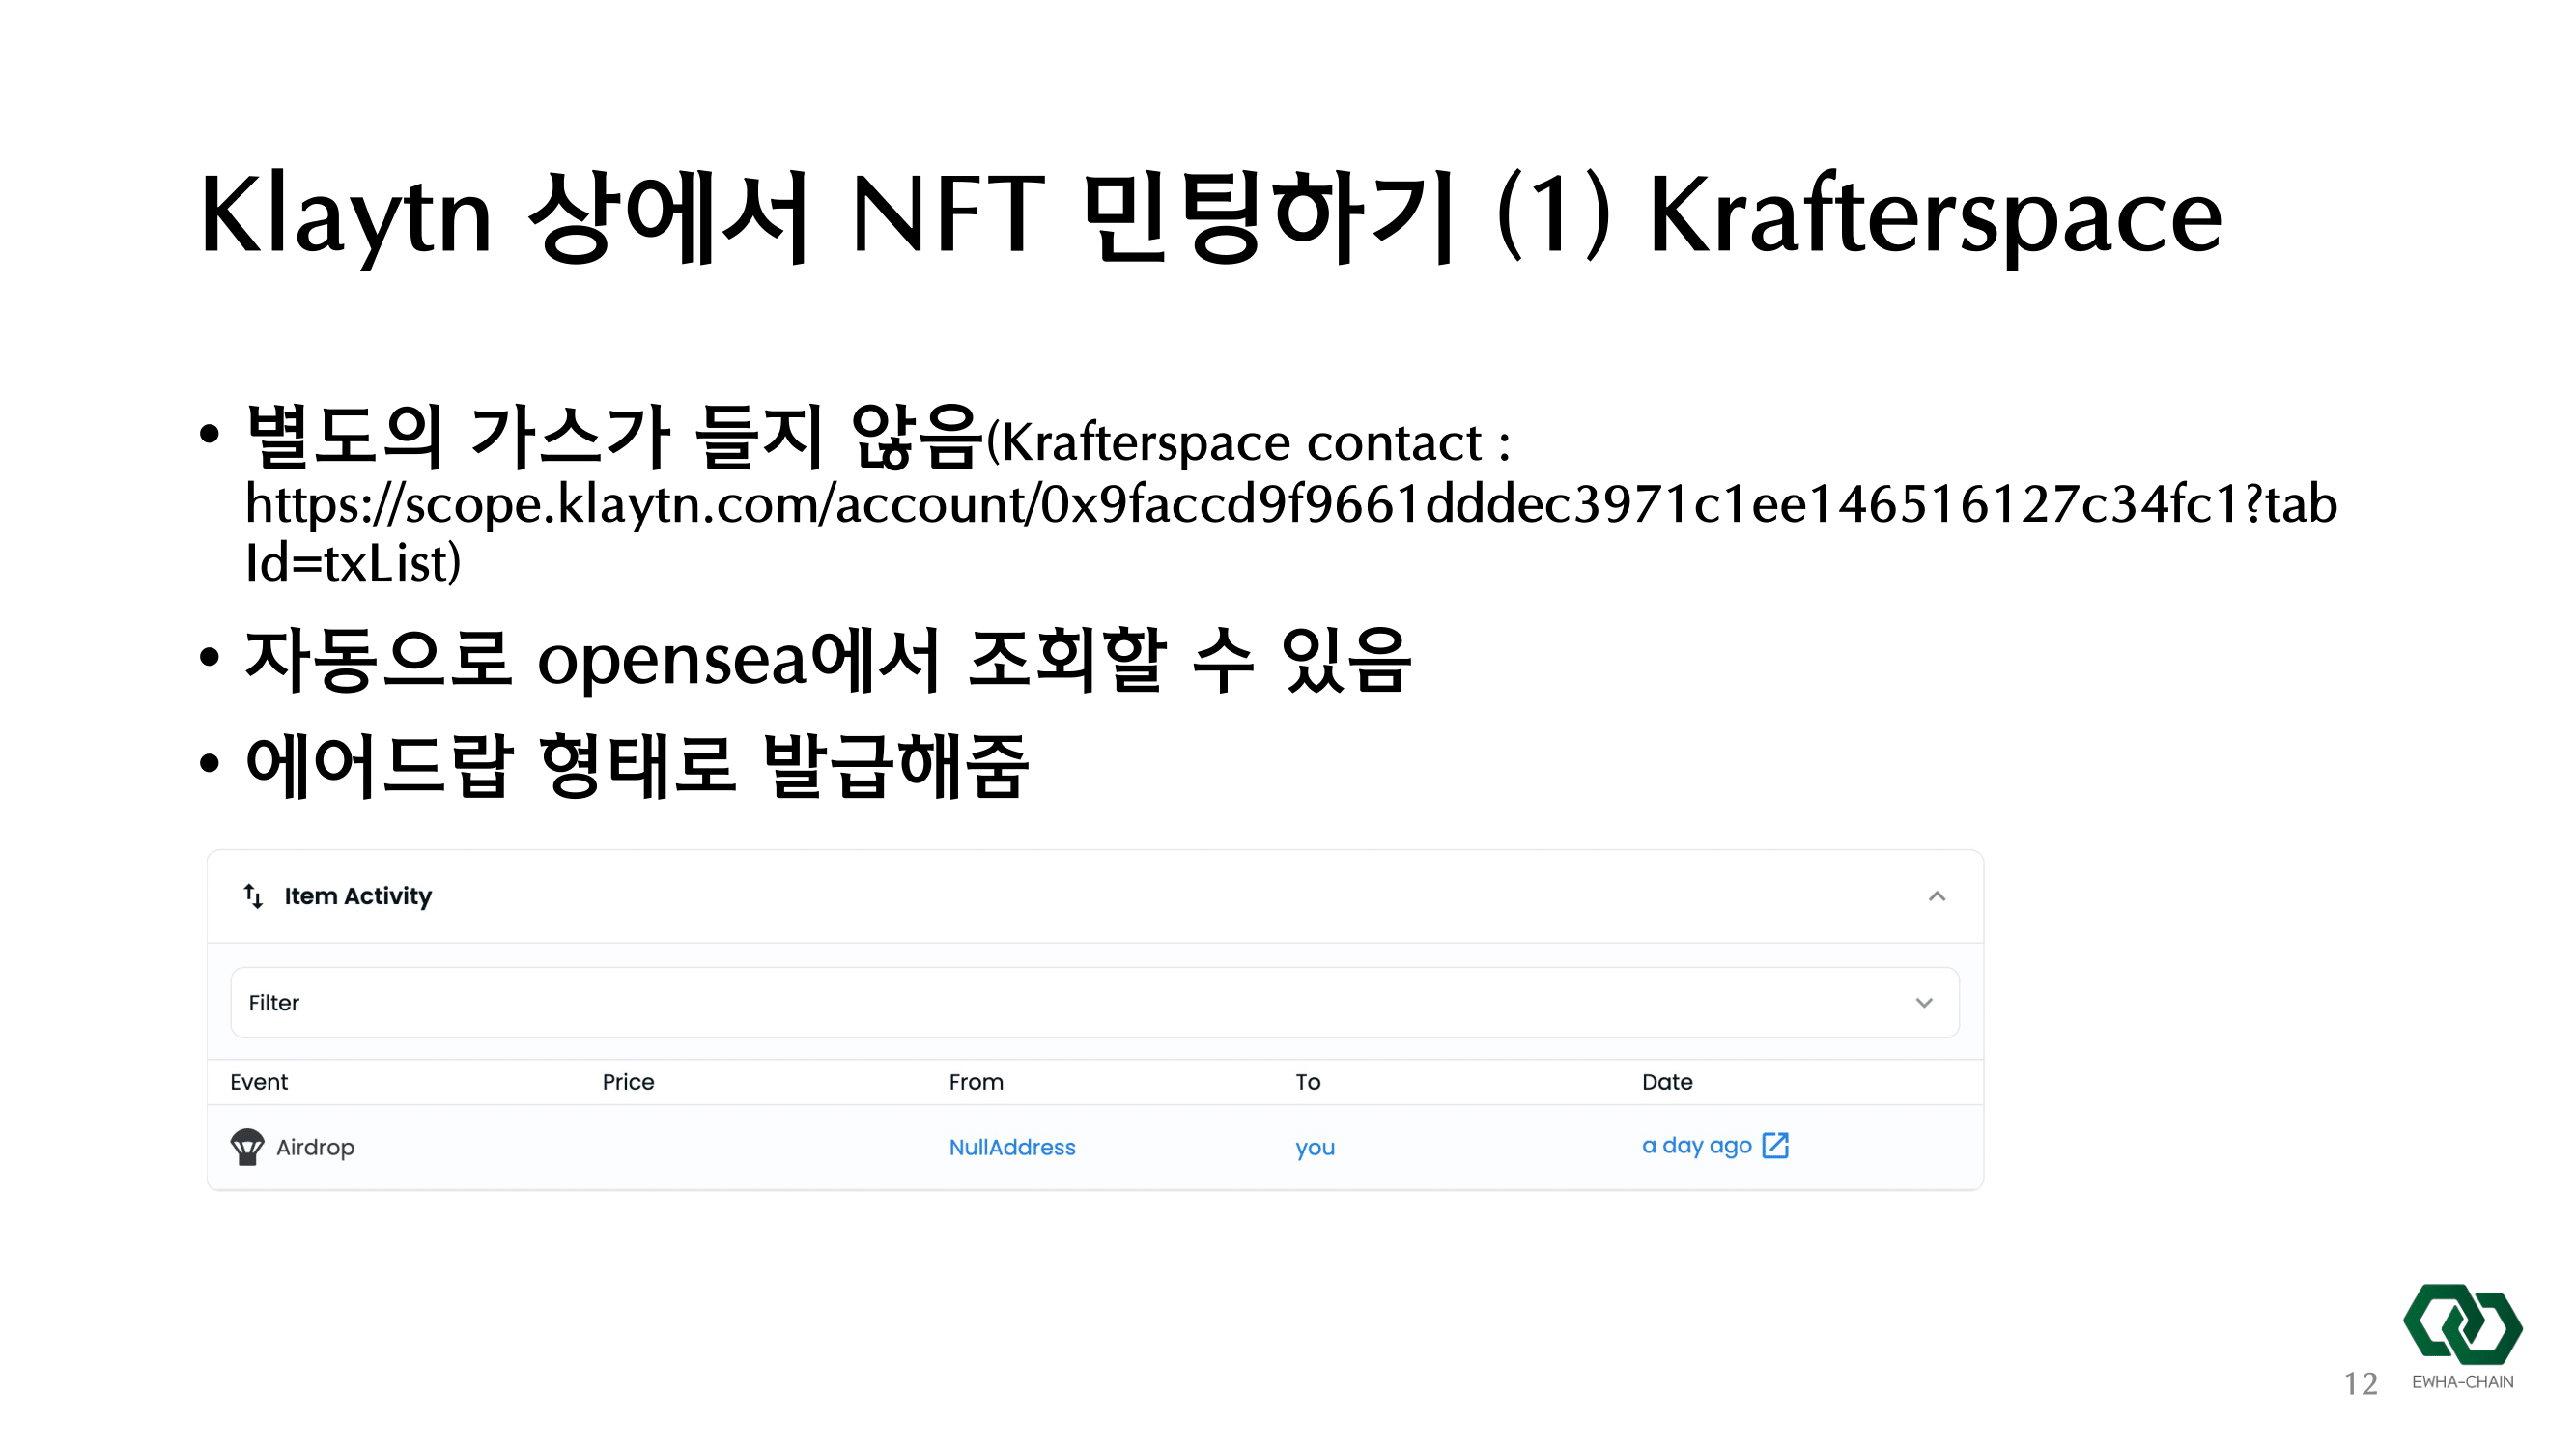 Klaytn 상에서 NFT 민팅하기 (1) Krafterspace
• 별도의 가스가 들지 않음(Krafterspace contact :
https://scope.klaytn.com/account/0x9faccd9f9661dddec3971c1ee146516127c34fc1?tab
Id=txList)
• 자동으로 opensea에서 조회할 수 있음
• 에어드랍 형태로 발급해줌
Item Activity
Filter
Event Price From To Date
Airdrop NullAddress you a day ago
12 EWHA-CHAIN